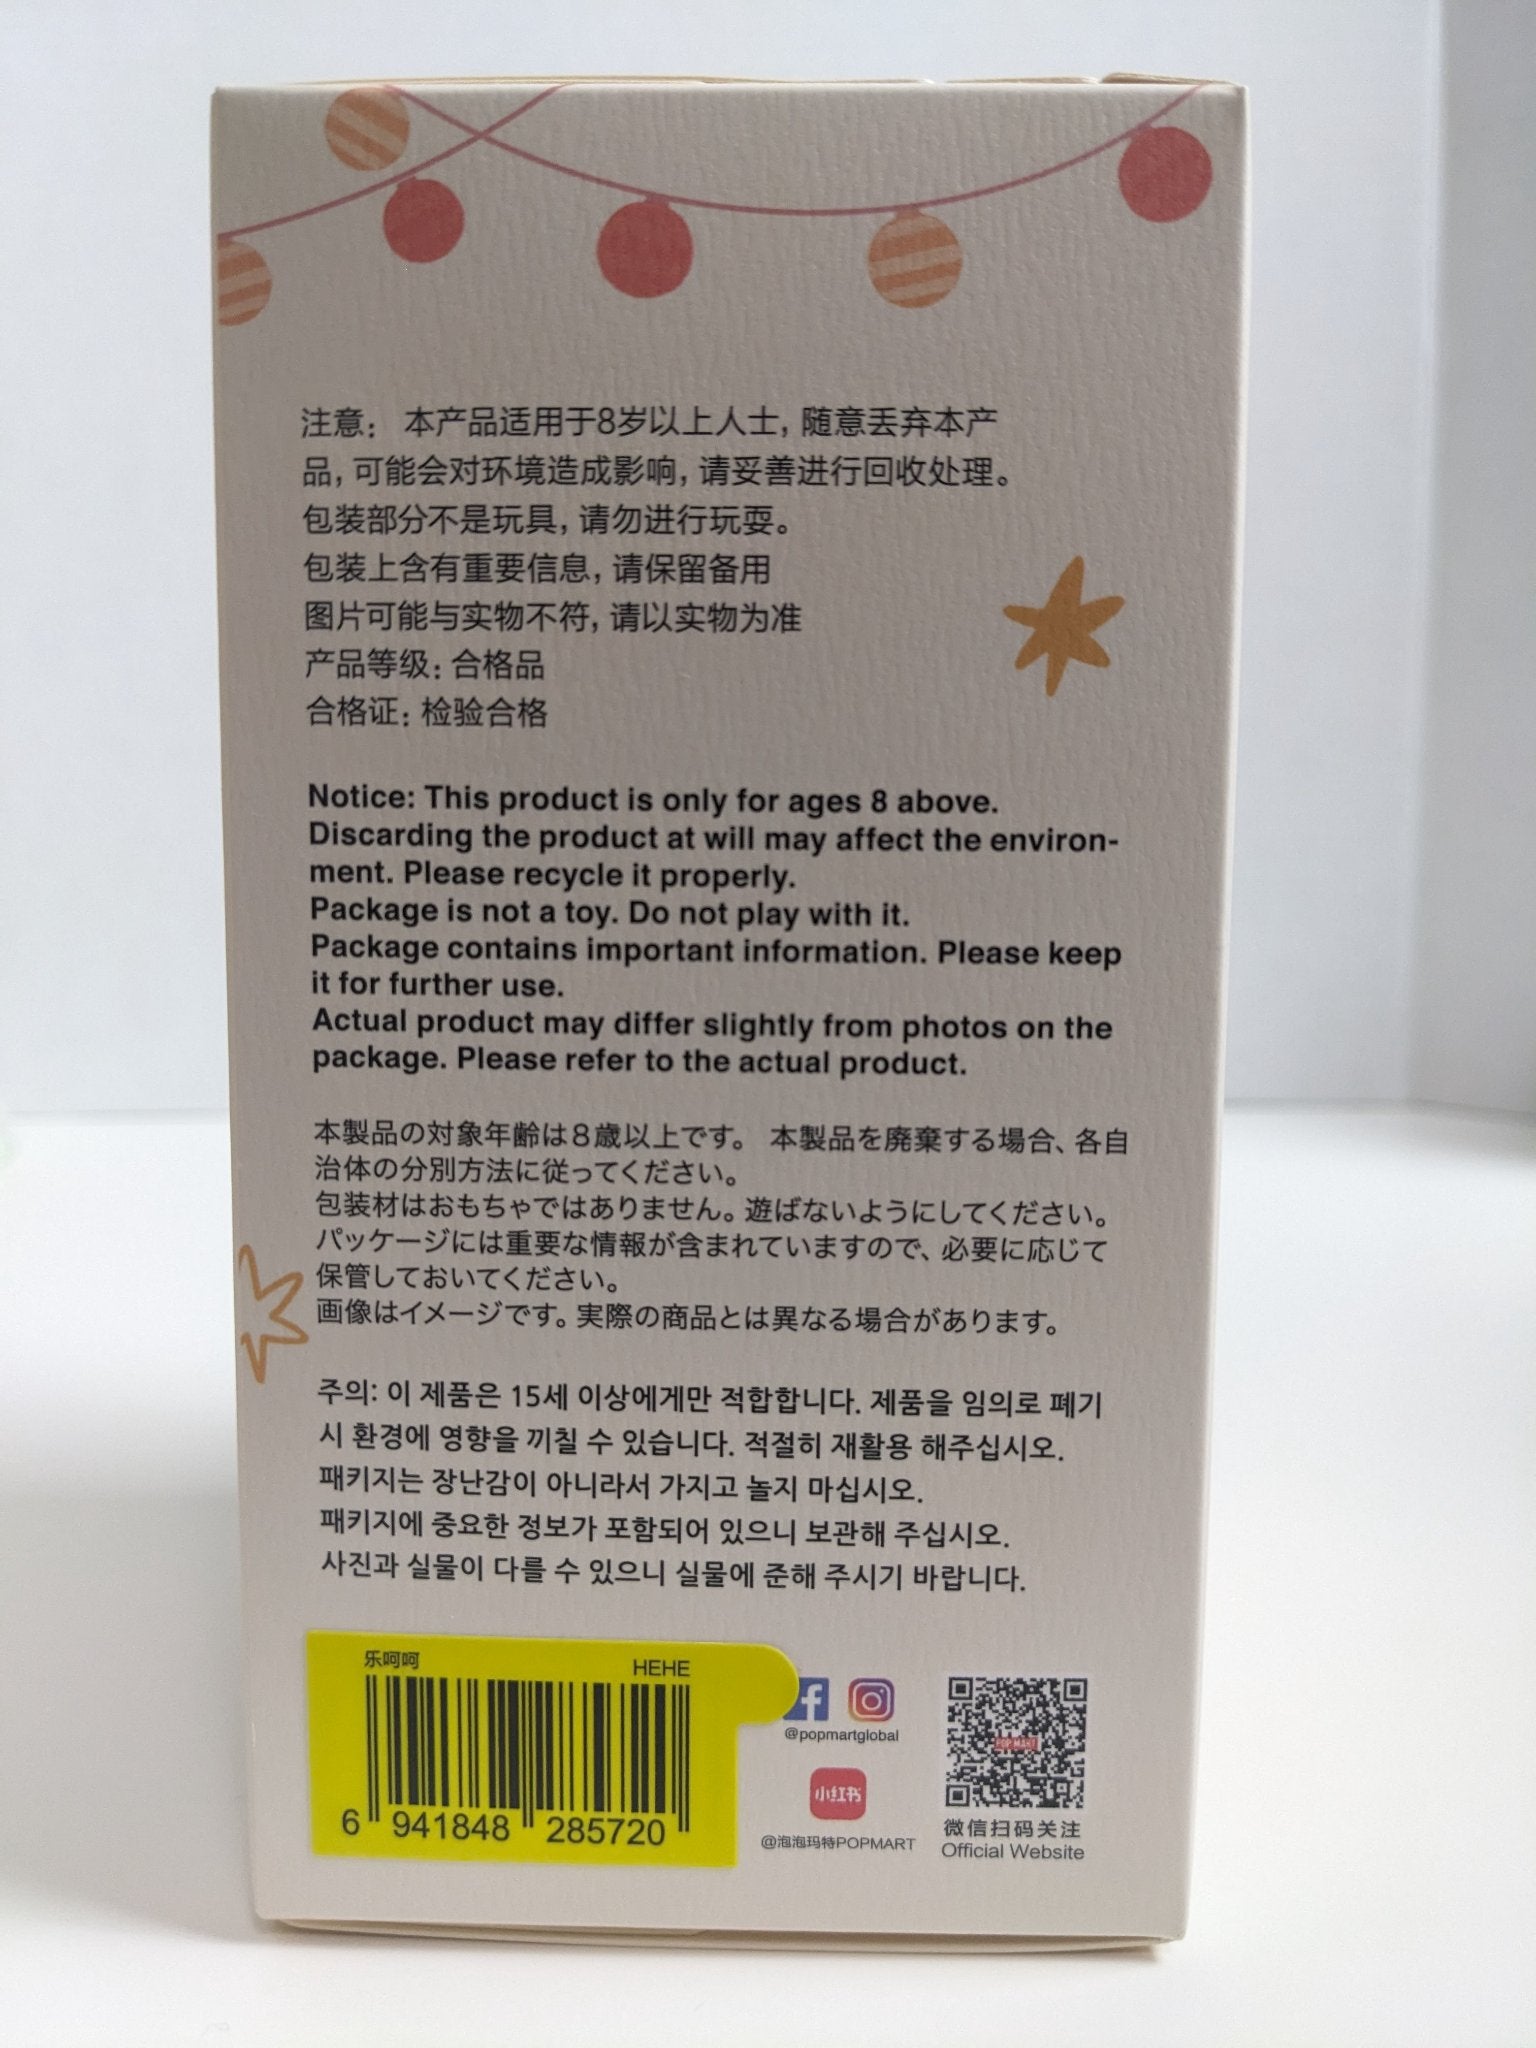 注意： 本产品适用于8岁以上人士，随意丢弃本产
品，可能会对环境造成影响，请妥善进行回收处理。
包装部分不是玩具，请勿进行玩耍。
包装上含有重要信息，请保留备用
图片可能与实物不符，请以实物为准
产品等级：合格品
合格证：检验合格
Notice: This product is only for ages 8 above.
Discarding the product at will may affect the environ-
ment. Please recycle it properly.
Package is not a toy. Do not play with it.
Package contains important information. Please keep
it for further use.
Actual product may differ slightly from photos on the
package. Please refer to the actual product.
本製品の対象年齢は8歳以上です。 本製品を廃棄する場合、各自
治体の分別方法に従ってください。
包装材はおもちゃではありません。遊ばないようにしてください。
パッケージには重要な情報が含まれていますので、必要に応じて
保管しておいてください。
画像はイメージです。実際の商品とは異なる場合があります。
주의: 이 제품은 15세 이상에게만 적합합니다. 제품을 임의로 폐기
시 환경에 영향을 끼칠 수 있습니다. 적절히 재활용 해주십시오.
패키지는 장난감이 아니라서 가지고 놀지 마십시오.
패키지에 중요한 정보가 포함되어 있으니 보관해 주십시오.
사진과 실물이 다를 수 있으니 실물에 준해 주시기 바랍니다.
乐呵呵 HEHE
6 941848 285720
@popmartglobal
小红书
@泡泡玛特POPMART
POP MART
微信扫码关注
Official Website